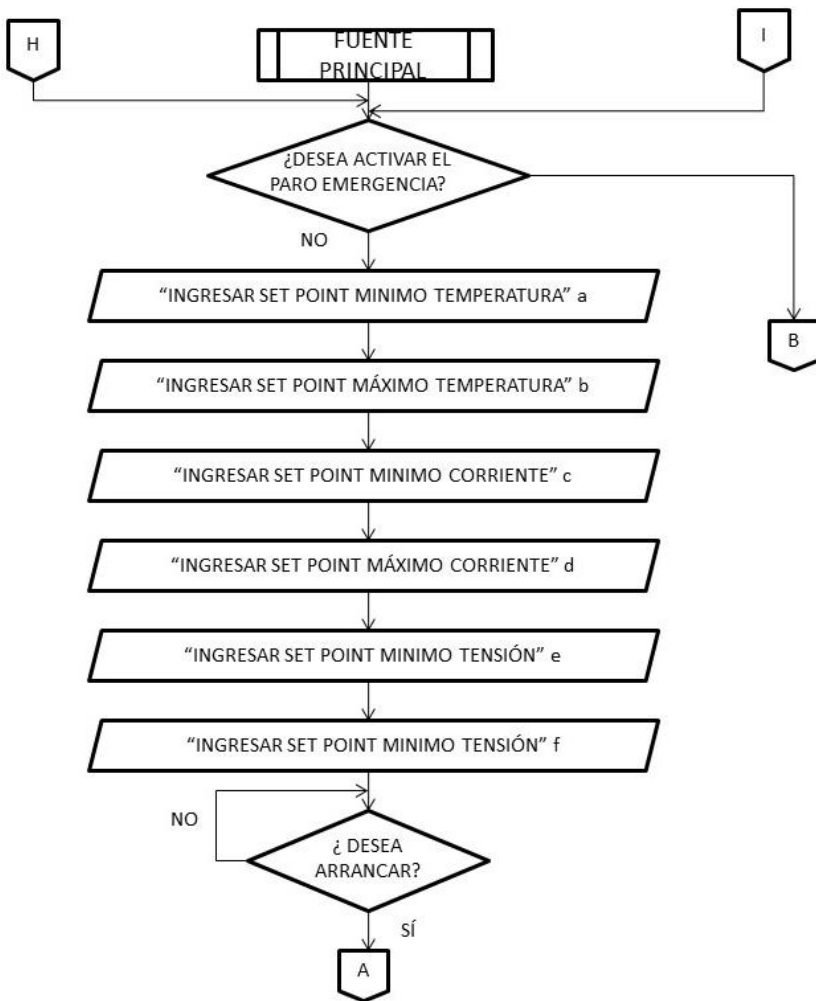 H
FUENTE
PRINCIPAL
I
¿DESEA ACTIVAR EL
PARO EMERGENCIA?
NO
“INGRESAR SET POINT MINIMO TEMPERATURA” a
B
“INGRESAR SET POINT MÁXIMO TEMPERATURA” b
“INGRESAR SET POINT MINIMO CORRIENTE” c
“INGRESAR SET POINT MÁXIMO CORRIENTE” d
“INGRESAR SET POINT MINIMO TENSIÓN” e
“INGRESAR SET POINT MINIMO TENSIÓN” f
NO
¿ DESEA
ARRANCAR?
SÍ
A